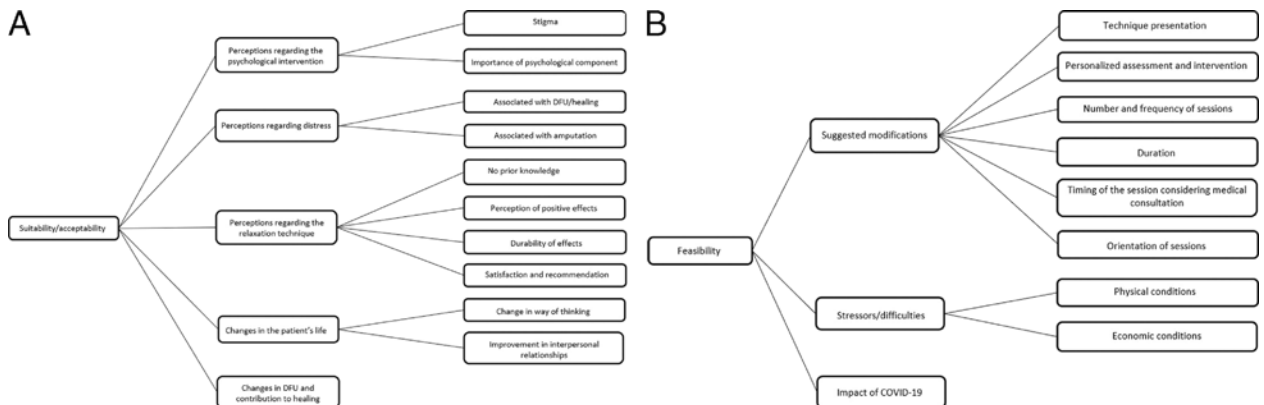 A
Suitability/acceptability
Perceptions regarding the
psychological intervention
Stigma
Importance of psychological component
Perceptions regarding distress
Associated with DFU/healing
Associated with amputation
Perceptions regarding the
relaxation technique
No prior knowledge
Perception of positive effects
Durability of effects
Satisfaction and recommendation
Changes in the patient's life
Change in way of thinking
Improvement in interpersonal
relationships
Changes in DFU and
contribution to healing
B
Feasibility
Suggested modifications
Technique presentation
Personalized assessment and intervention
Number and frequency of sessions
Duration
Timing of the session considering medical
consultation
Orientation of sessions
Stressors/difficulties
Physical conditions
Economic conditions
Impact of COVID-19